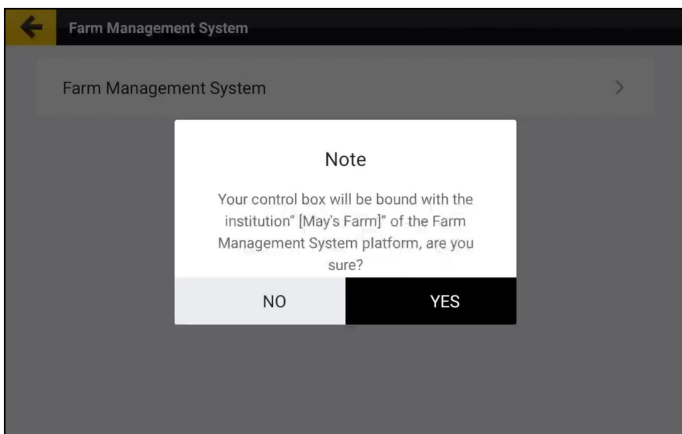 Farm Management System
Farm Management System
Note
Your control box will be bound with the
institution" [May's Farm]" of the Farm
Management System platform, are you
sure?
NO
YES